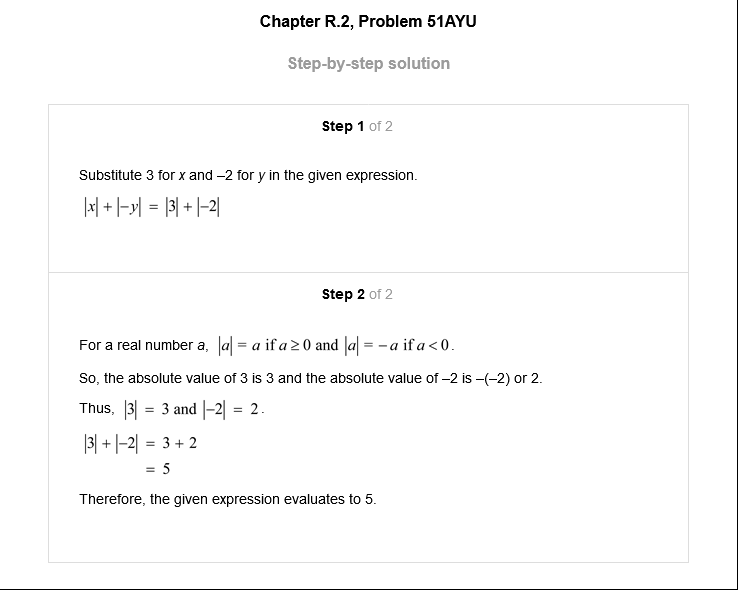 Chapter R.2, Problem 51AYU
Step-by-step solution
Step 1 of 2
Substitute 3 for x and –2 for y in the given expression.
|x| + |–y| = |3| + |–2|
Step 2 of 2
For a real number a, |a| = a if a ≥ 0 and |a| = – a if a < 0.
So, the absolute value of 3 is 3 and the absolute value of –2 is –(–2) or 2.
Thus, |3| = 3 and |–2| = 2.
|3| + |–2| = 3 + 2
= 5
Therefore, the given expression evaluates to 5.